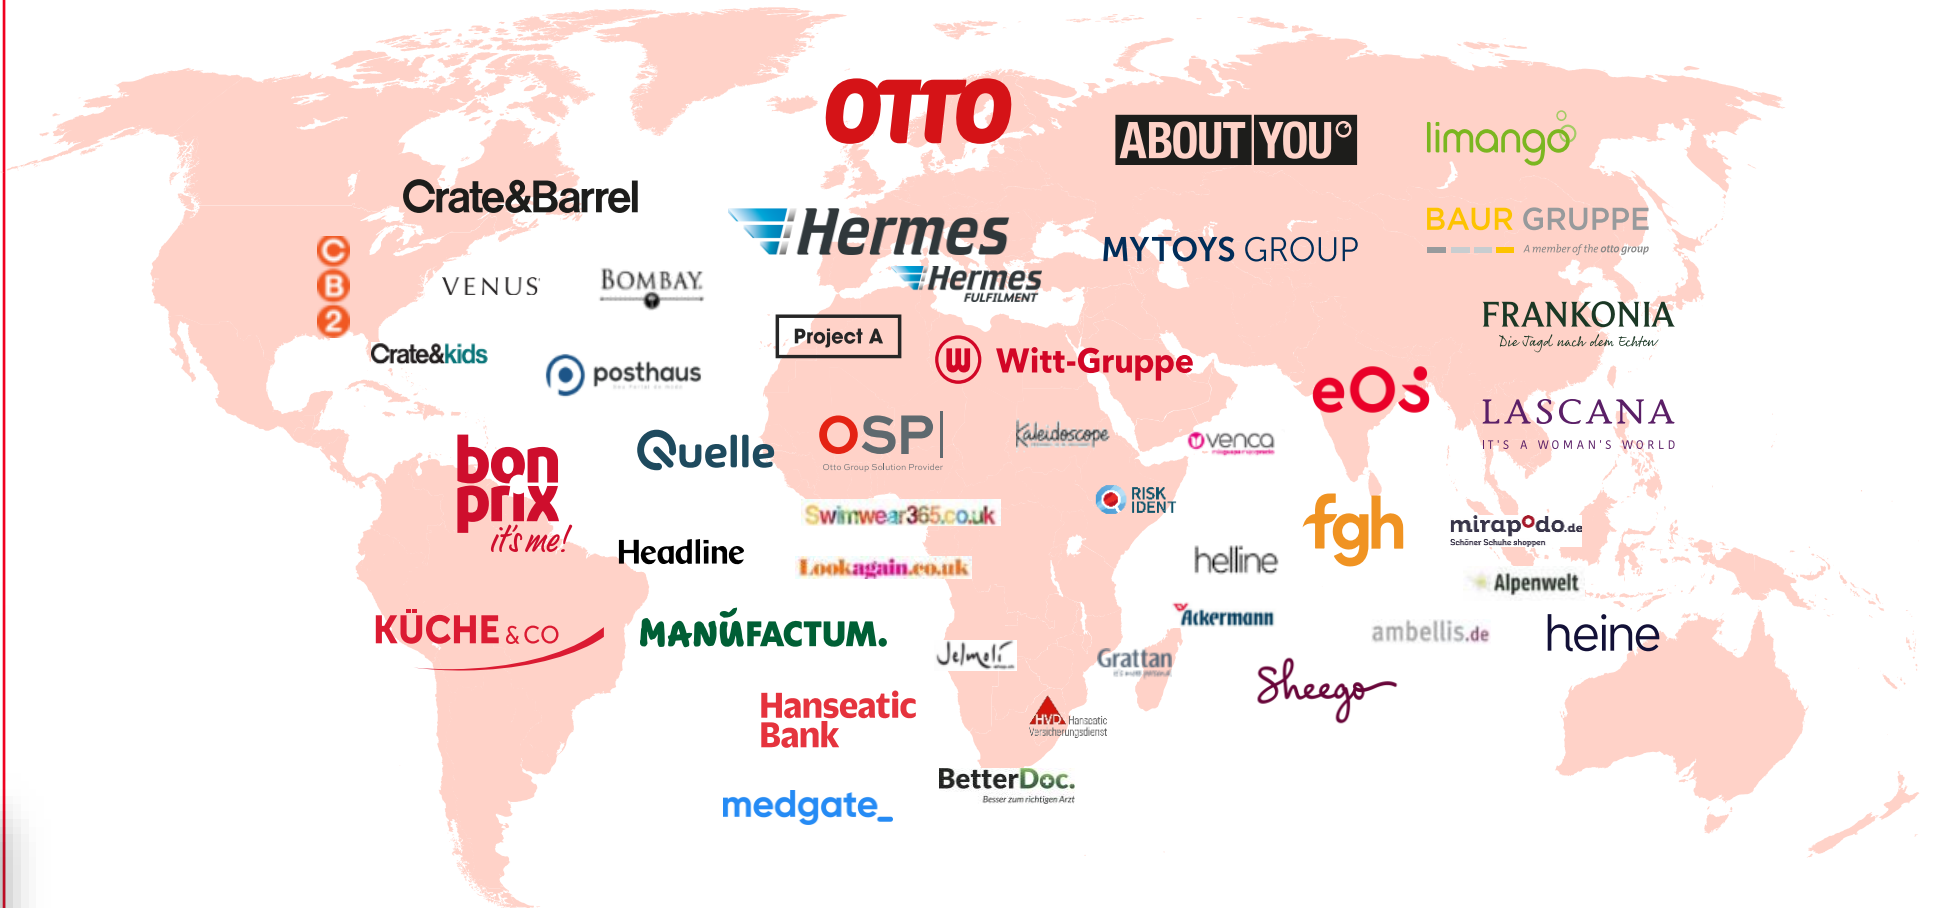 OTTO
ABOUT YOU°
limango
Crate&Barrel
BAUR GRUPPE
A member of the otto group
Hermes
MYTOYS GROUP
CB2
VENUS
BOMBAY
Hermes
FULFILMENT
FRANKONIA
Die Jagd nach dem Echten
Project A
Crate&kids
posthaus
Witt-Gruppe
eos
LASCANA
IT'S A WOMAN'S WORLD
bon
prix
it's me!
Quelle
OSP
Otto Group Solution Provider
Kaleidoscope
venca
RISK
IDENT
Swimwear365.co.uk
fgh
mirapodo.de
Schöner Schuhe shoppen
Headline
Lookagain.co.uk
helline
Alpenwelt
KÜCHE & CO
MANUFACTUM.
Ackermann
ambellis.de
heine
Jelmoli
Grattan
Sheego
Hanseatic
Bank
HVD Hanseatic
Versicherungsdienst
BetterDoc.
Besser zum richtigen Arzt
medgate_